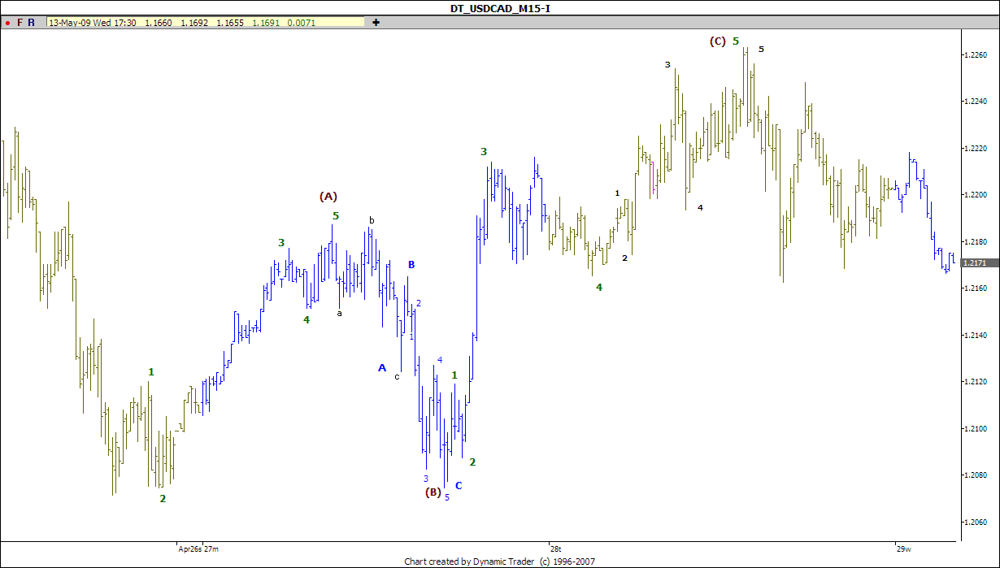 DT_USDCAD_M15-I
F R 13-May-09 Wed 17:30 1.1660 1.1692 1.1655 1.1691 0.0071
(C) 5 5
1.2260
3
1.2240
3
1.2220
(A)
1
1.2200
4
5
b
3
1.2180
2
B
1.2171
4
1.2160
2
a
4
1.2140
1
4
A
1
c
1
1.2120
1.2100
2
3
1.2080
C
(B) 5
2
1.2060
Apr26s 27m 28t 29w
Chart created by Dynamic Trader (c) 1996-2007